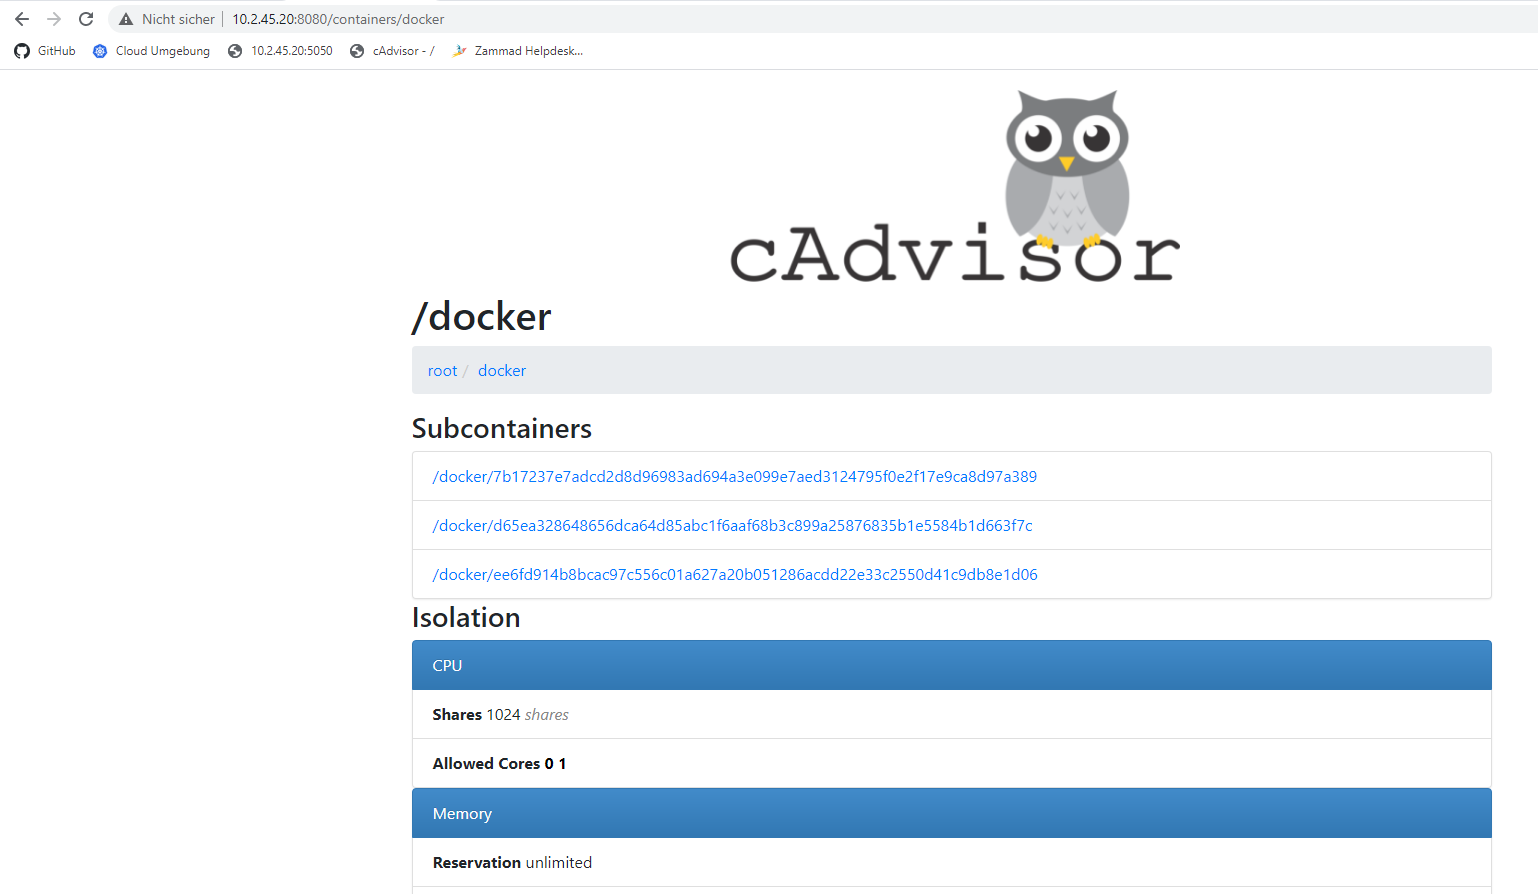 Nicht sicher 10.2.45.20:8080/containers/docker
GitHub Cloud Umgebung 10.2.45.20:5050 cAdvisor - / Zammad Helpdesk...
cAdvisor
/docker
root / docker
Subcontainers
/docker/7b17237e7adcd2d8d96983ad694a3e099e7aed3124795f0e2f17e9ca8d97a389
/docker/d65ea328648656dca64d85abc1f6aaf68b3c899a25876835b1e5584b1d663f7c
/docker/ee6fd914b8bcac97c556c01a627a20b051286acdd22e33c2550d41c9db8e1d06
Isolation
CPU
Shares 1024 shares
Allowed Cores 0 1
Memory
Reservation unlimited